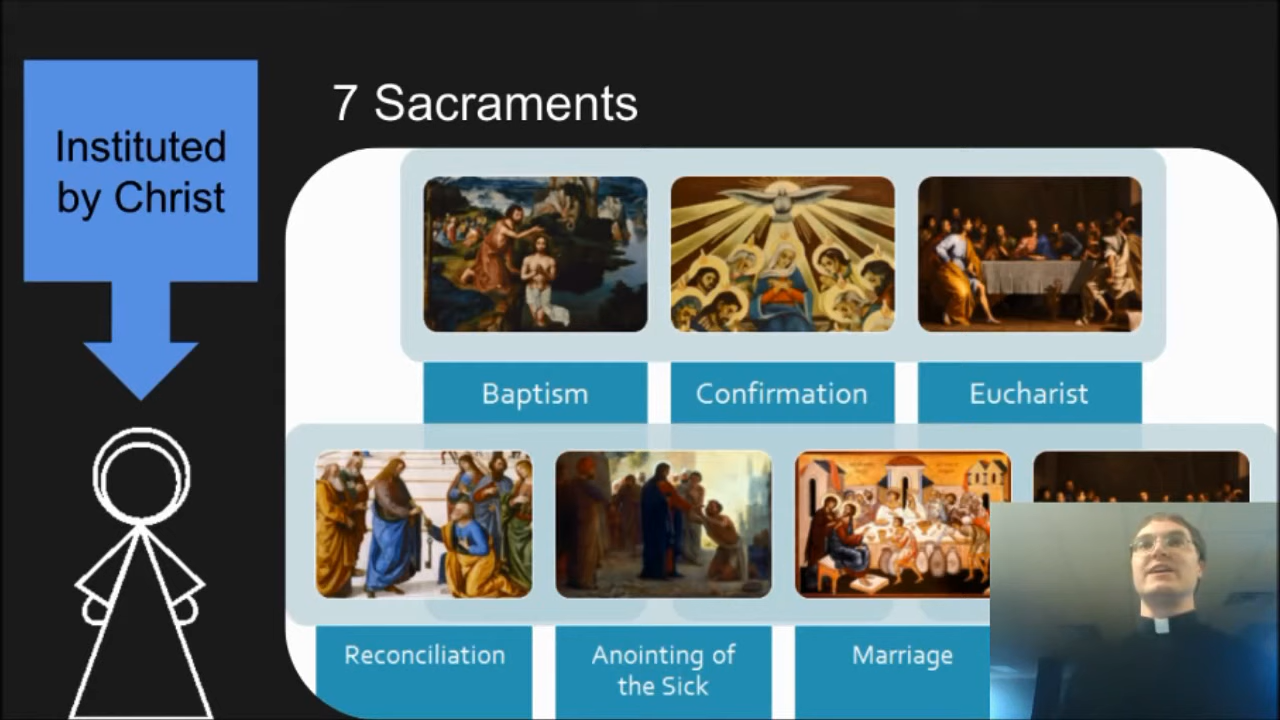 Instituted
by Christ
7 Sacraments
Baptism
Confirmation
Eucharist
Reconciliation
Anointing of
the Sick
Marriage